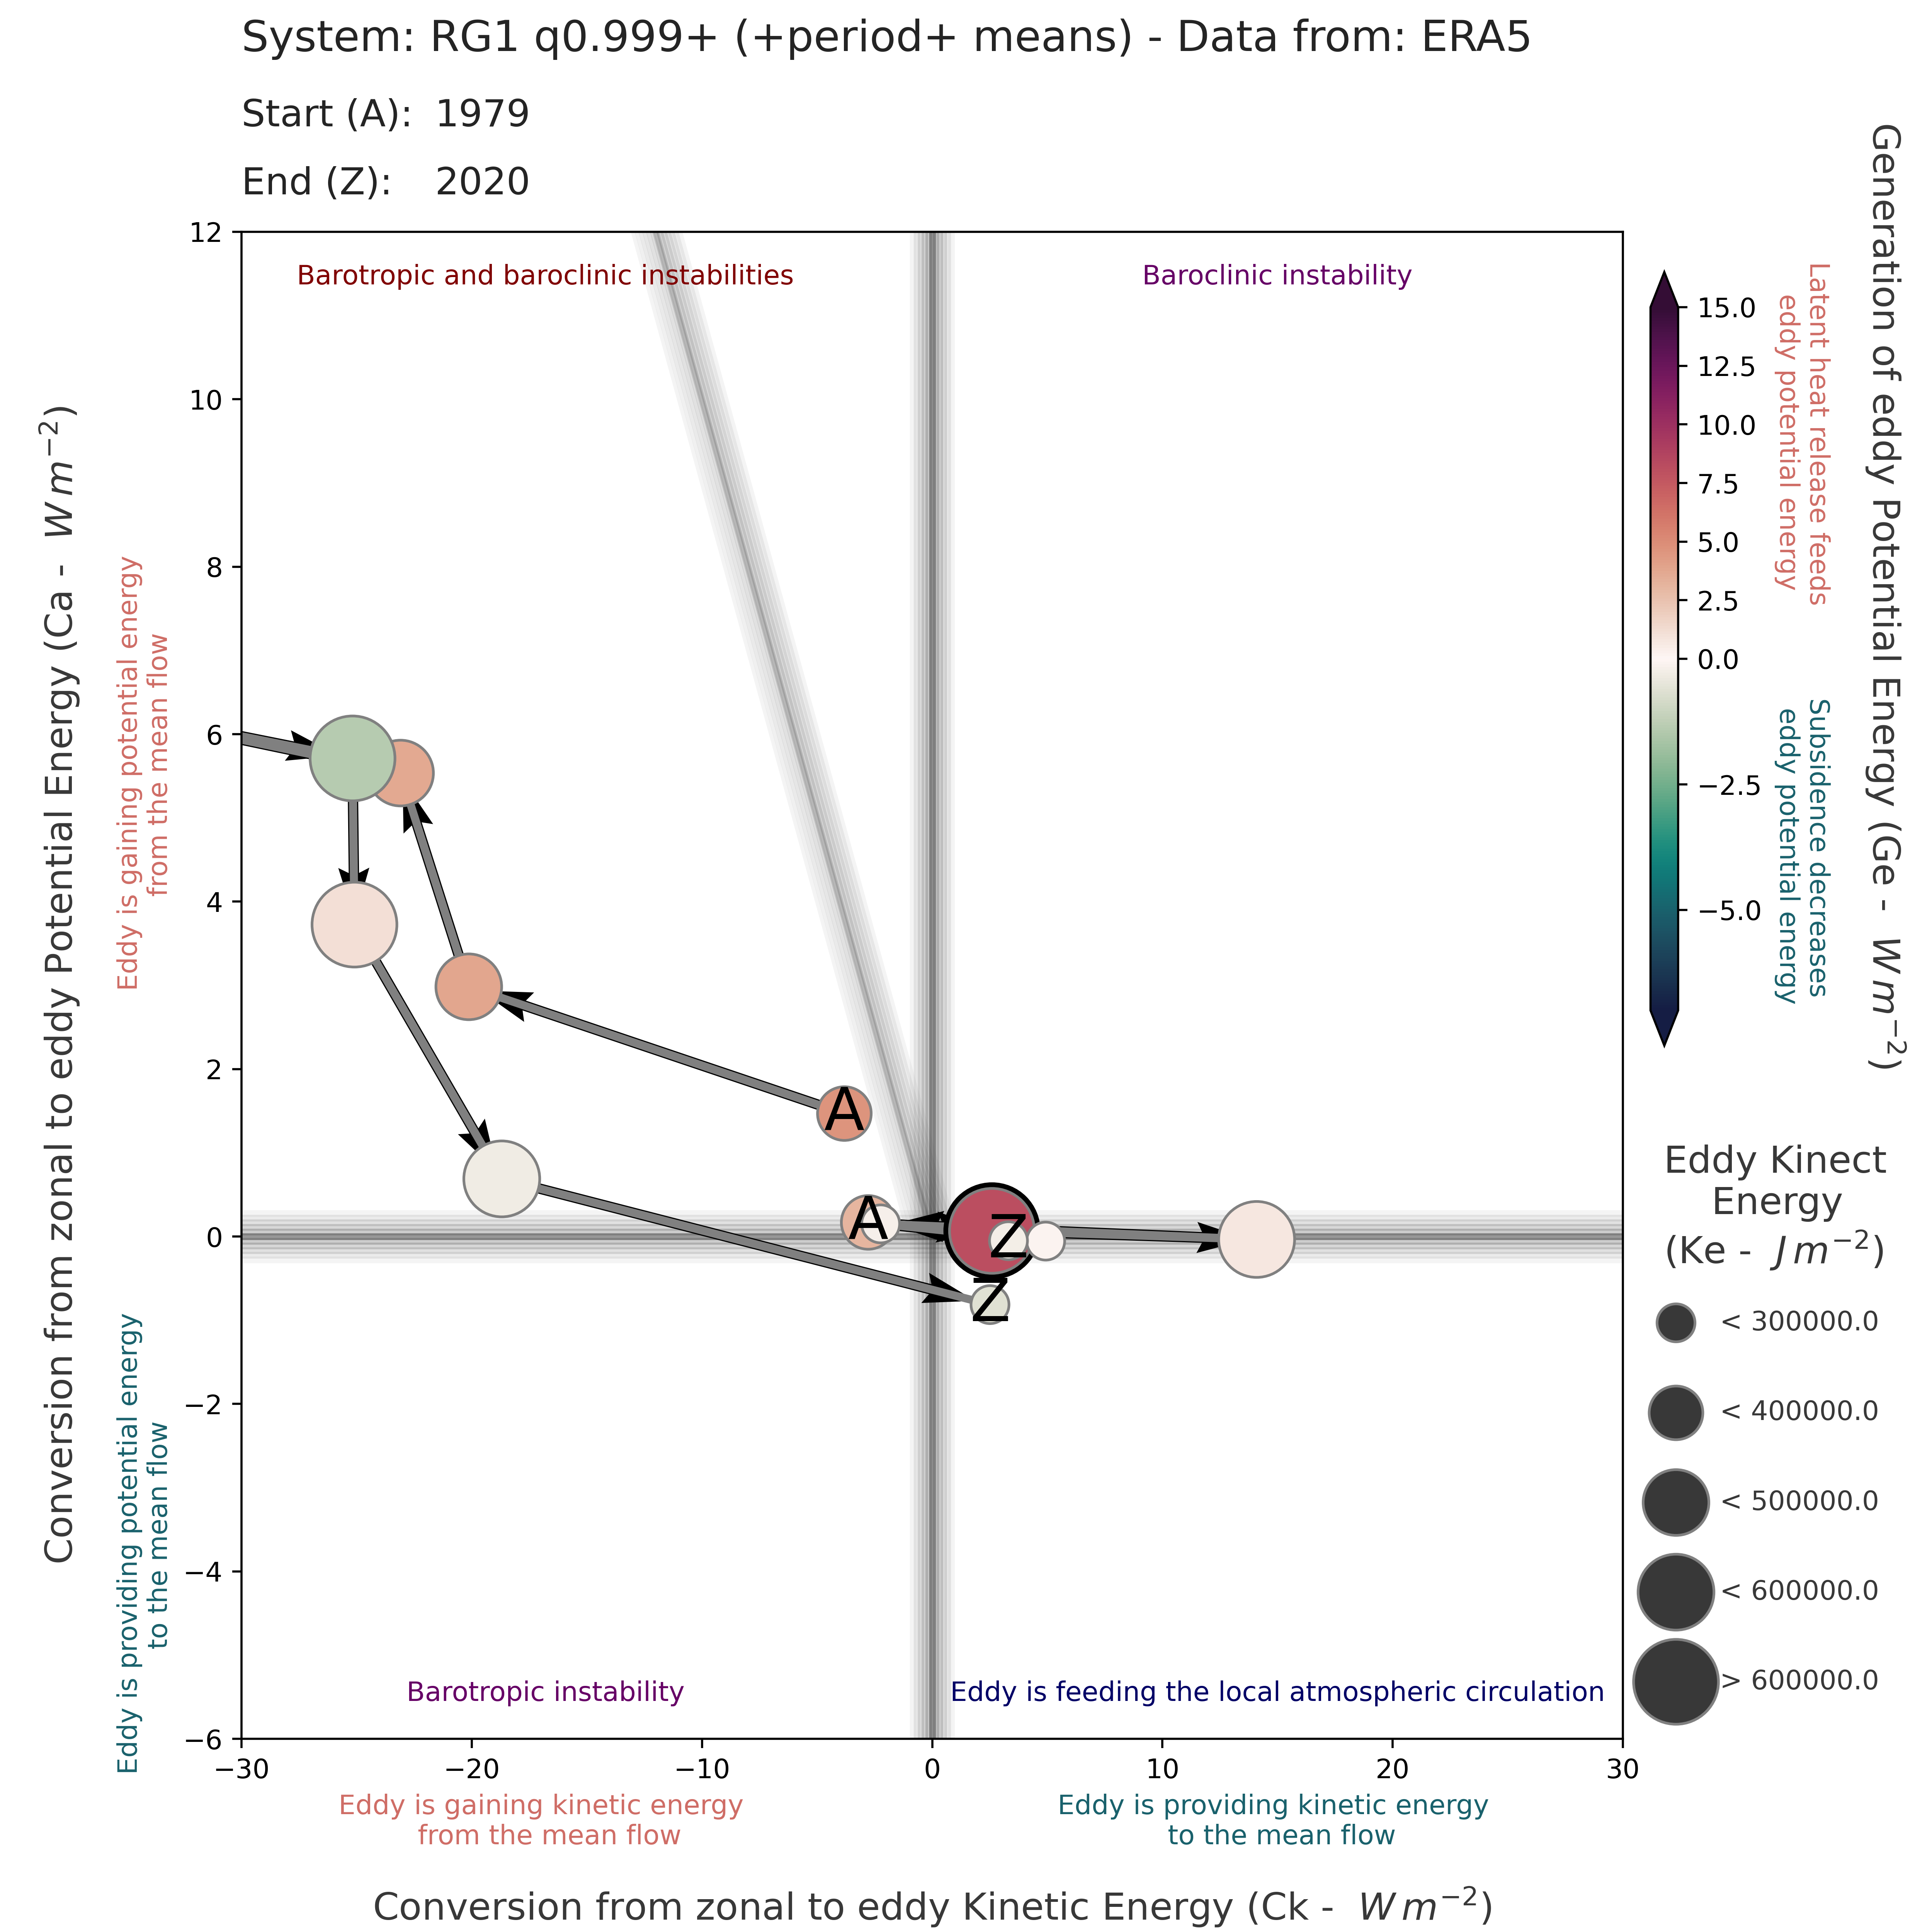 System: RG1 q0.999+ (+period+ means) - Data from: ERA5
Start (A): 1979
End (Z): 2020
Barotropic and baroclinic instabilities
Baroclinic instability
Barotropic instability
Eddy is feeding the local atmospheric circulation
A
A
Z
Z
12
10
8
6
4
2
0
−2
−4
−6
−30
−20
−10
0
10
20
30
Conversion from zonal to eddy Potential Energy (Ca - W m⁻²)
Eddy is gaining potential energy
from the mean flow
Eddy is providing potential energy
to the mean flow
Eddy is gaining kinetic energy
from the mean flow
Eddy is providing kinetic energy
to the mean flow
Conversion from zonal to eddy Kinetic Energy (Ck - W m⁻²)
15.0
12.5
10.0
7.5
5.0
2.5
0.0
−2.5
−5.0
Latent heat release feeds
eddy potential energy
Subsidence decreases
eddy potential energy
Generation of eddy Potential Energy (Ge - W m⁻²)
Eddy Kinect
Energy
(Ke - J m⁻²)
< 300000.0
< 400000.0
< 500000.0
< 600000.0
> 600000.0